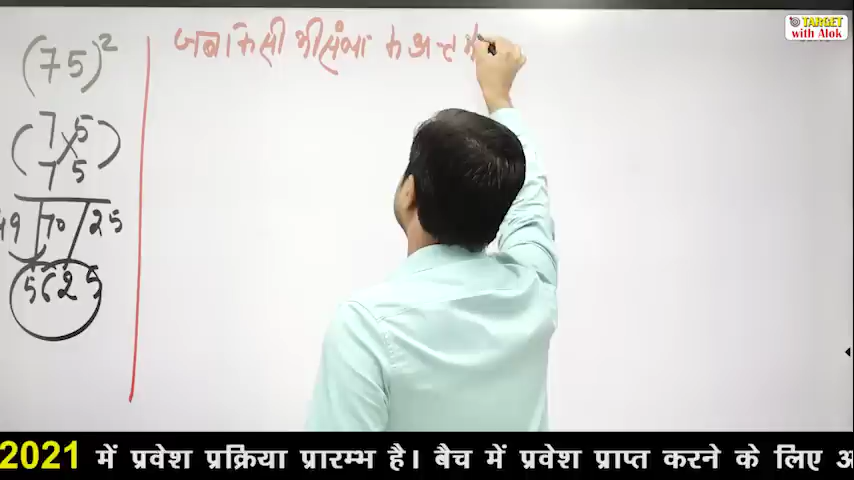 (75)²
जब किसी भी संख्या के अन्त में
(7 5)
7 5
49 70 25
5625
TARGET
with Alok
2021 में प्रवेश प्रक्रिया प्रारम्भ है। बैच में प्रवेश प्राप्त करने के लिए अ